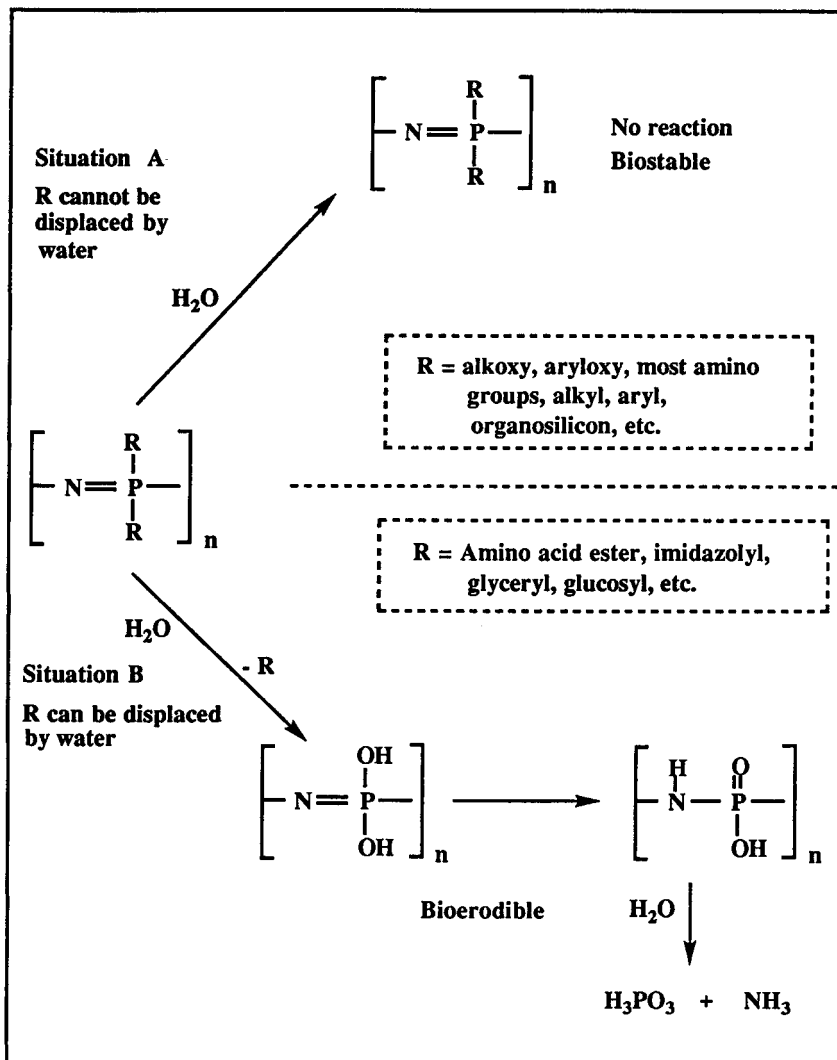 R
N = P
R
n
No reaction
Biostable
Situation A
R cannot be
displaced by
water
H₂O
R = alkoxy, aryloxy, most amino
groups, alkyl, aryl,
organosilicon, etc.
R
N = P
R
n
R = Amino acid ester, imidazolyl,
glyceryl, glucosyl, etc.
H₂O
- R
Situation B
R can be displaced
by water
OH
N = P
OH
n
H O
N P
OH
n
Bioerodible
H₂O
H₃PO₃ + NH₃